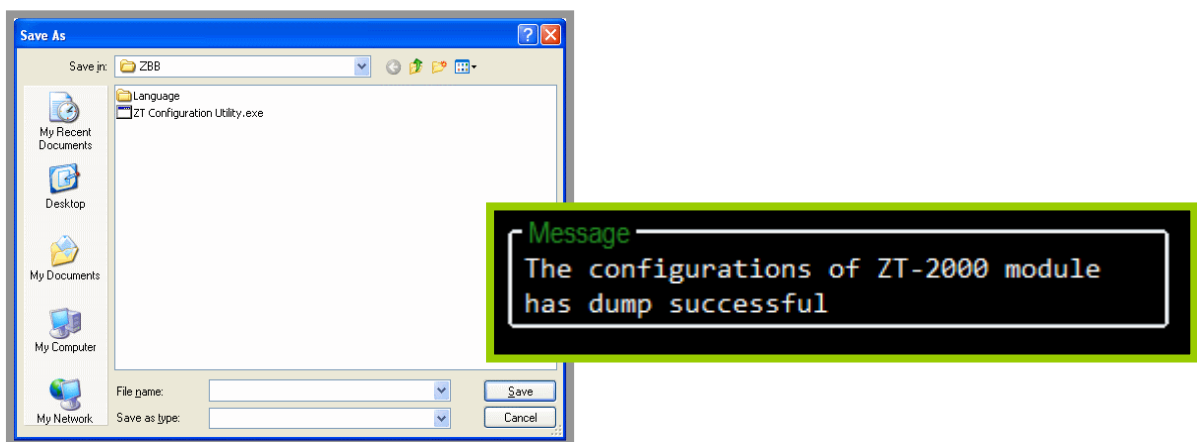 Save As
Save in:
ZBB
Language
ZT Configuration Utility.exe
My Recent
Documents
Desktop
My Documents
My Computer
My Network
File name:
Save
Save as type:
Cancel
Message
The configurations of ZT-2000 module
has dump successful